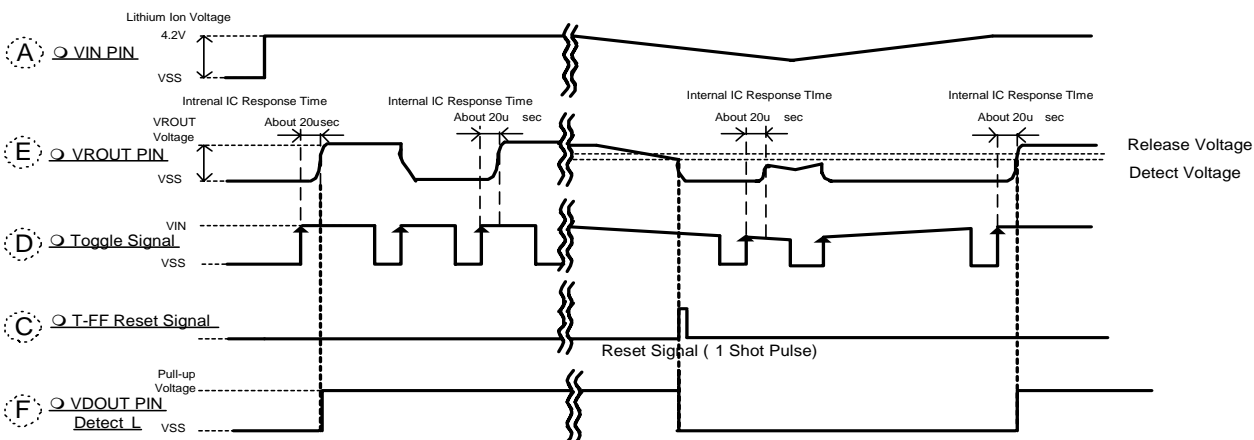 Lithium Ion Voltage
4.2V
A
VIN PIN
VSS
Intrenal IC Response Time
Internal IC Response Time
Internal IC Response TIme
Internal IC Response TIme
VROUT
Voltage
About 20usec
About 20u sec
About 20u sec
About 20u sec
E
VROUT PIN
VSS
Release Voltage
Detect Voltage
VIN
D
Toggle Signal
VSS
C
T-FF Reset Signal
Reset Signal ( 1 Shot Pulse)
Pull-up
Voltage
F
VDOUT PIN
Detect L
VSS